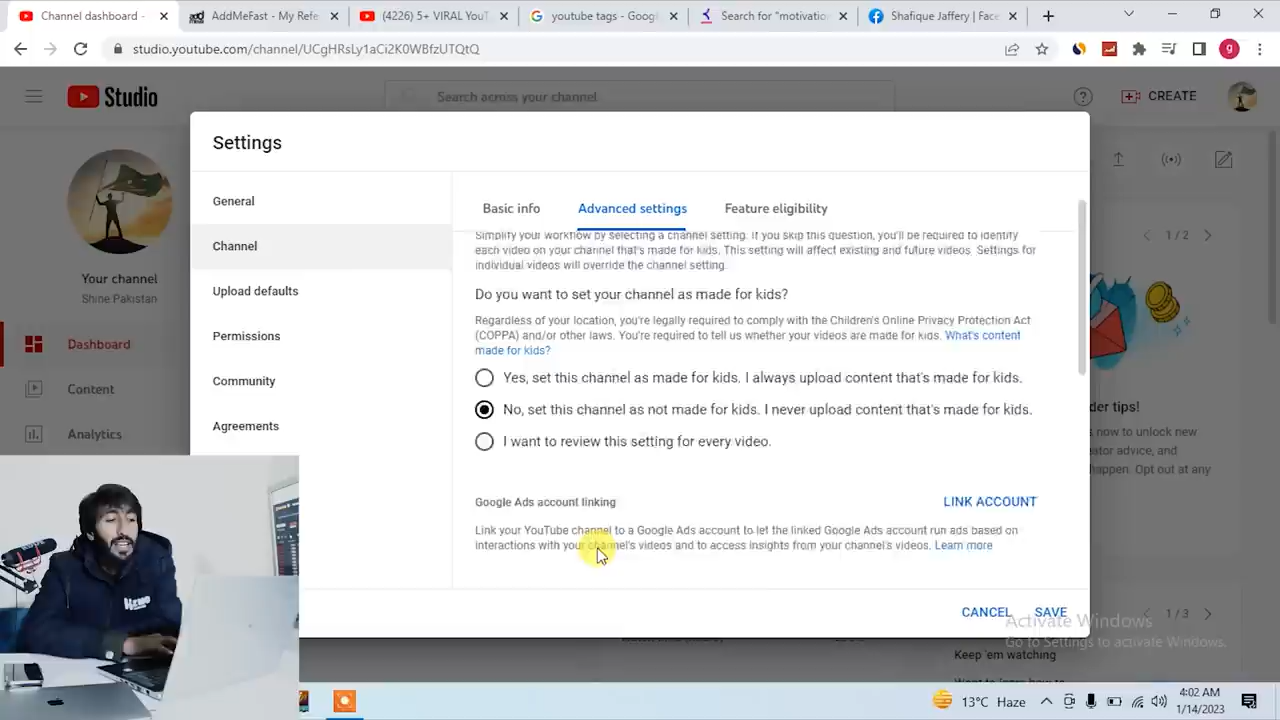 Channel dashboard -
AddMeFast - My Refe
(4226) 5+ VIRAL YouT
youtube tags - Googl
Search for "motivatio
Shafique Jaffery | Face
studio.youtube.com/channel/UCgHRsLy1aCi2K0WBfzUTQtQ
g
Studio
Search across your channel
CREATE
Settings
General
Channel
Upload defaults
Permissions
Community
Agreements
Your channel
Shine Pakistan
Dashboard
Content
Analytics
Basic info
Advanced settings
Feature eligibility
Simplify your workflow by selecting a channel setting. If you skip this question, you'll be required to identify
each video on your channel that's made for kids. This setting will affect existing and future videos. Settings for
individual videos will override the channel setting.
Do you want to set your channel as made for kids?
Regardless of your location, you're legally required to comply with the Children's Online Privacy Protection Act
(COPPA) and/or other laws. You're required to tell us whether your videos are made for kids. What's content
made for kids?
Yes, set this channel as made for kids. I always upload content that's made for kids.
No, set this channel as not made for kids. I never upload content that's made for kids.
I want to review this setting for every video.
Google Ads account linking
LINK ACCOUNT
Link your YouTube channel to a Google Ads account to let the linked Google Ads account run ads based on
interactions with your channel's videos and to access insights from your channel's videos. Learn more
CANCEL
SAVE
1 / 2
der tips!
s now to unlock new
eator advice, and
happen. Opt out at any
1 / 3
Activate Windows
Go to Settings to activate Windows.
Keep 'em watching
13°C Haze
4:02 AM
1/14/2023